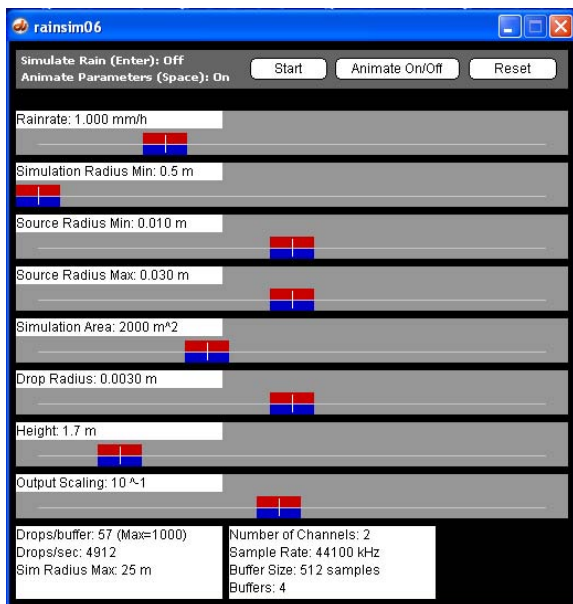 rainsim06
Simulate Rain (Enter): Off
Animate Parameters (Space): On
Start
Animate On/Off
Reset
Rainrate: 1.000 mm/h
Simulation Radius Min: 0.5 m
Source Radius Min: 0.010 m
Source Radius Max: 0.030 m
Simulation Area: 2000 m^2
Drop Radius: 0.0030 m
Height: 1.7 m
Output Scaling: 10 ^-1
Drops/buffer: 57 (Max=1000)
Drops/sec: 4912
Sim Radius Max: 25 m
Number of Channels: 2
Sample Rate: 44100 kHz
Buffer Size: 512 samples
Buffers: 4